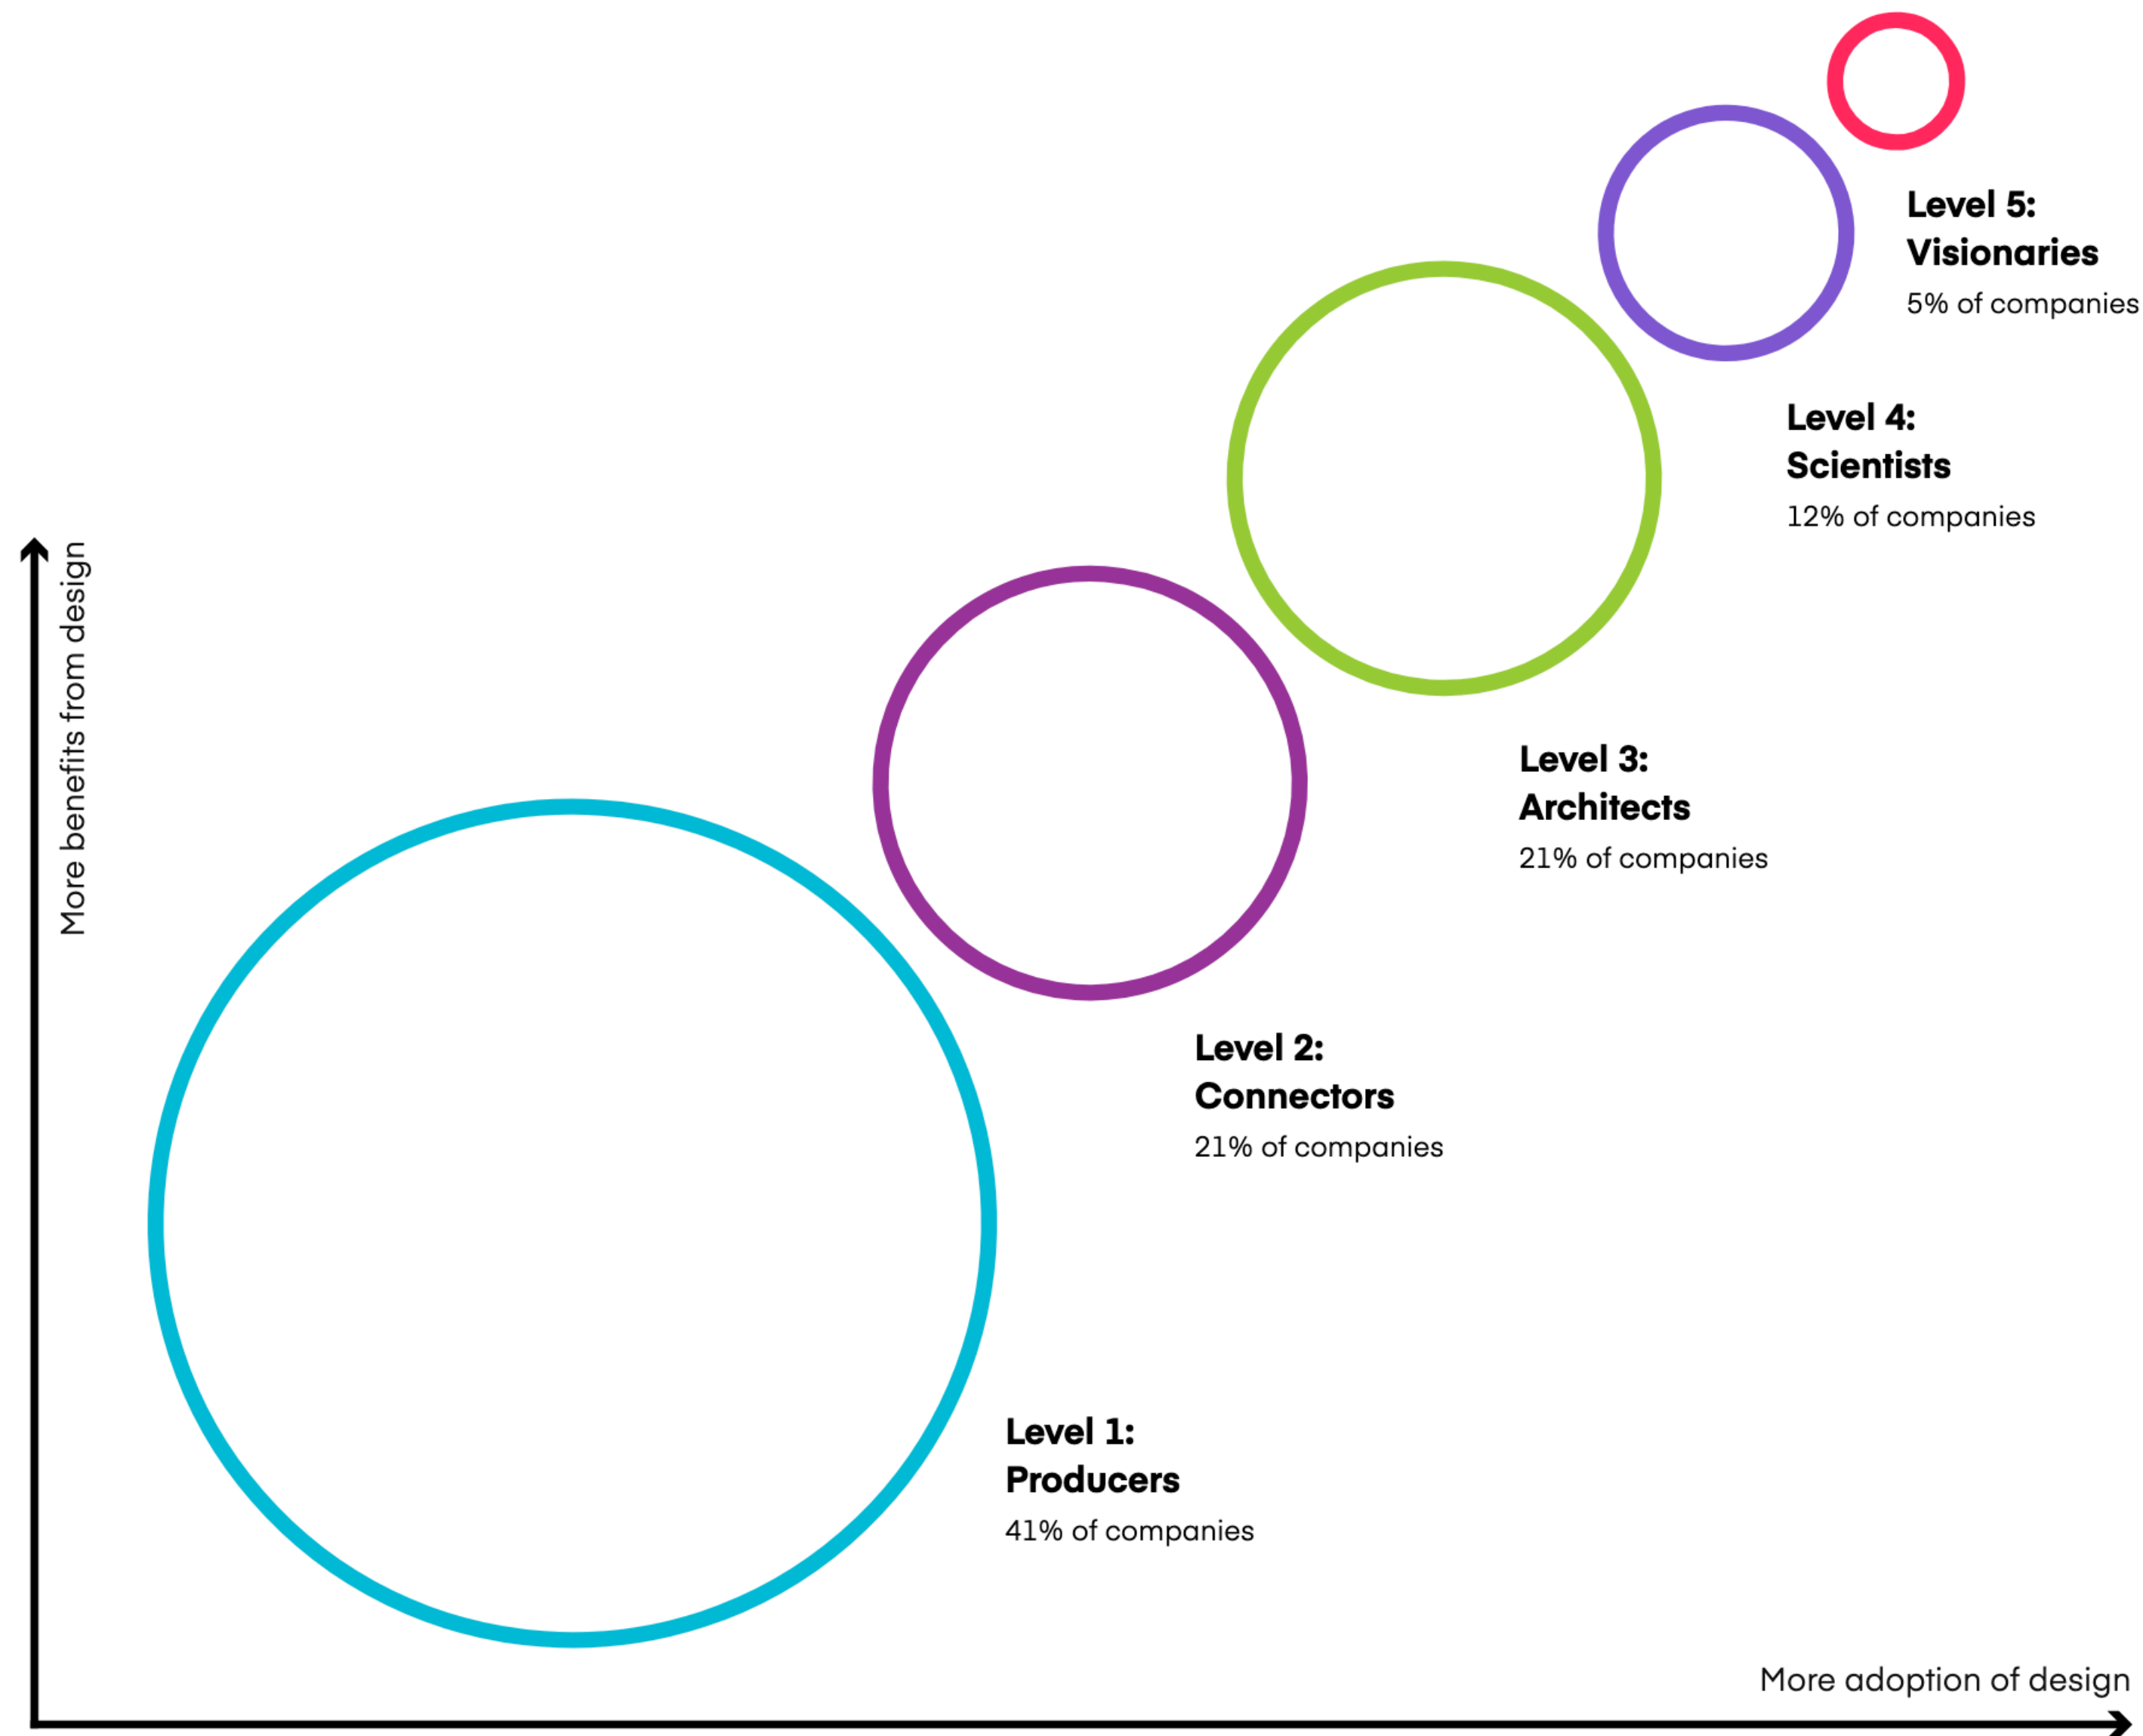 Level 5:
Visionaries
5% of companies
Level 4:
Scientists
12% of companies
More benefits from design
Level 3:
Architects
21% of companies
Level 2:
Connectors
21% of companies
Level 1:
Producers
41% of companies
More adoption of design